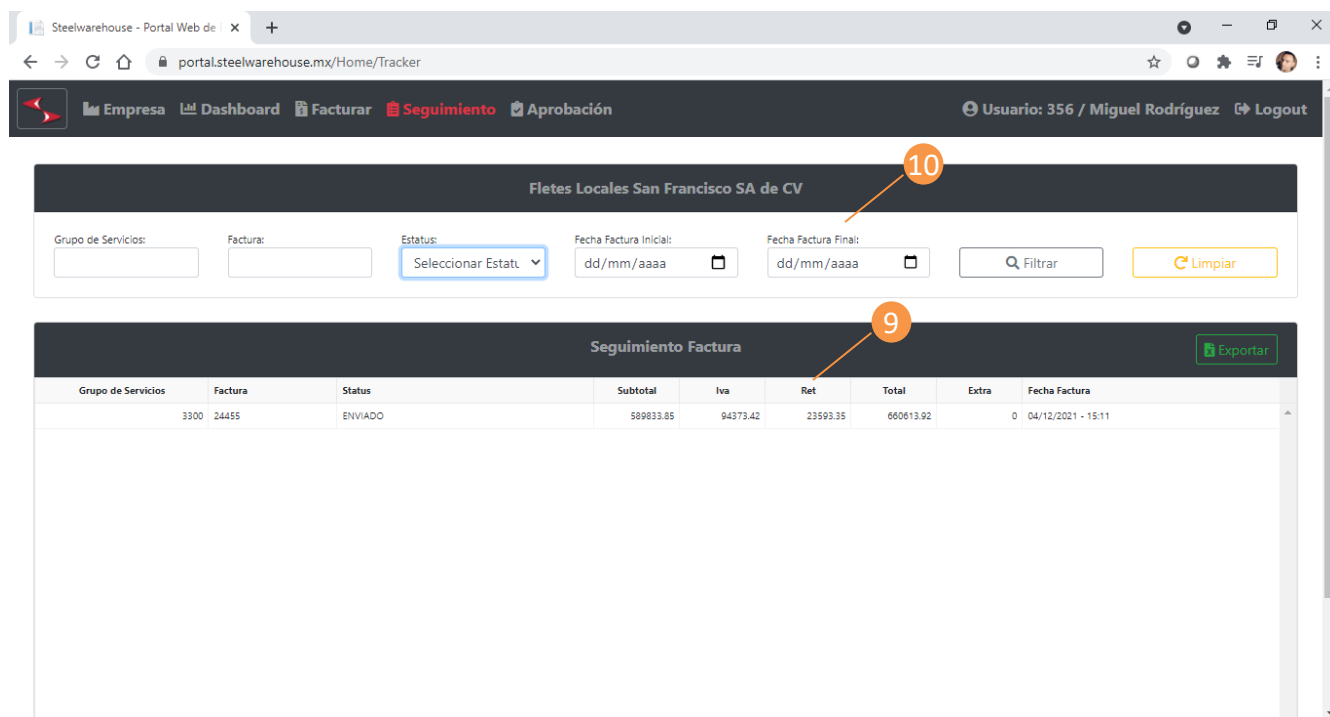 Steelwarehouse - Portal Web de
portal.steelwarehouse.mx/Home/Tracker
Empresa Dashboard Facturar Seguimiento Aprobación Usuario: 356 / Miguel Rodríguez Logout
10
Fletes Locales San Francisco SA de CV
Grupo de Servicios: Factura: Estatus: Fecha Factura Inicial: Fecha Factura Final:
Seleccionar Estatu dd/mm/aaaa dd/mm/aaaa Filtrar Limpiar
9
Seguimiento Factura Exportar
Grupo de Servicios Factura Status Subtotal Iva Ret Total Extra Fecha Factura
3300 24455 ENVIADO 589833.85 94373.42 23593.35 660613.92 0 04/12/2021 - 15:11